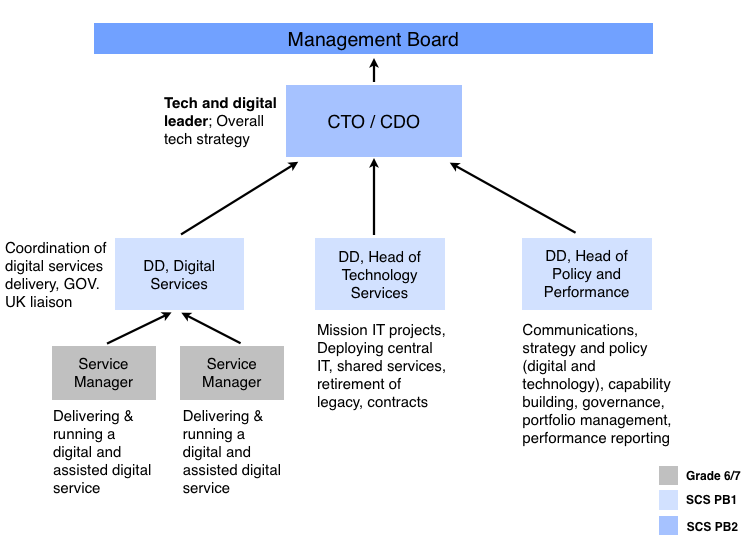 Management Board
Tech and digital
leader; Overall
tech strategy
CTO / CDO
Coordination of
digital services
delivery, GOV.
UK liaison
DD, Digital
Services
DD, Head of
Technology
Services
DD, Head of
Policy and
Performance
Service
Manager
Service
Manager
Mission IT projects,
Deploying central
IT, shared services,
retirement of
legacy, contracts
Communications,
strategy and policy
(digital and
technology), capability
building, governance,
portfolio management,
performance reporting
Delivering &
running a
digital and
assisted digital
service
Delivering &
running a
digital and
assisted digital
service
Grade 6/7
SCS PB1
SCS PB2